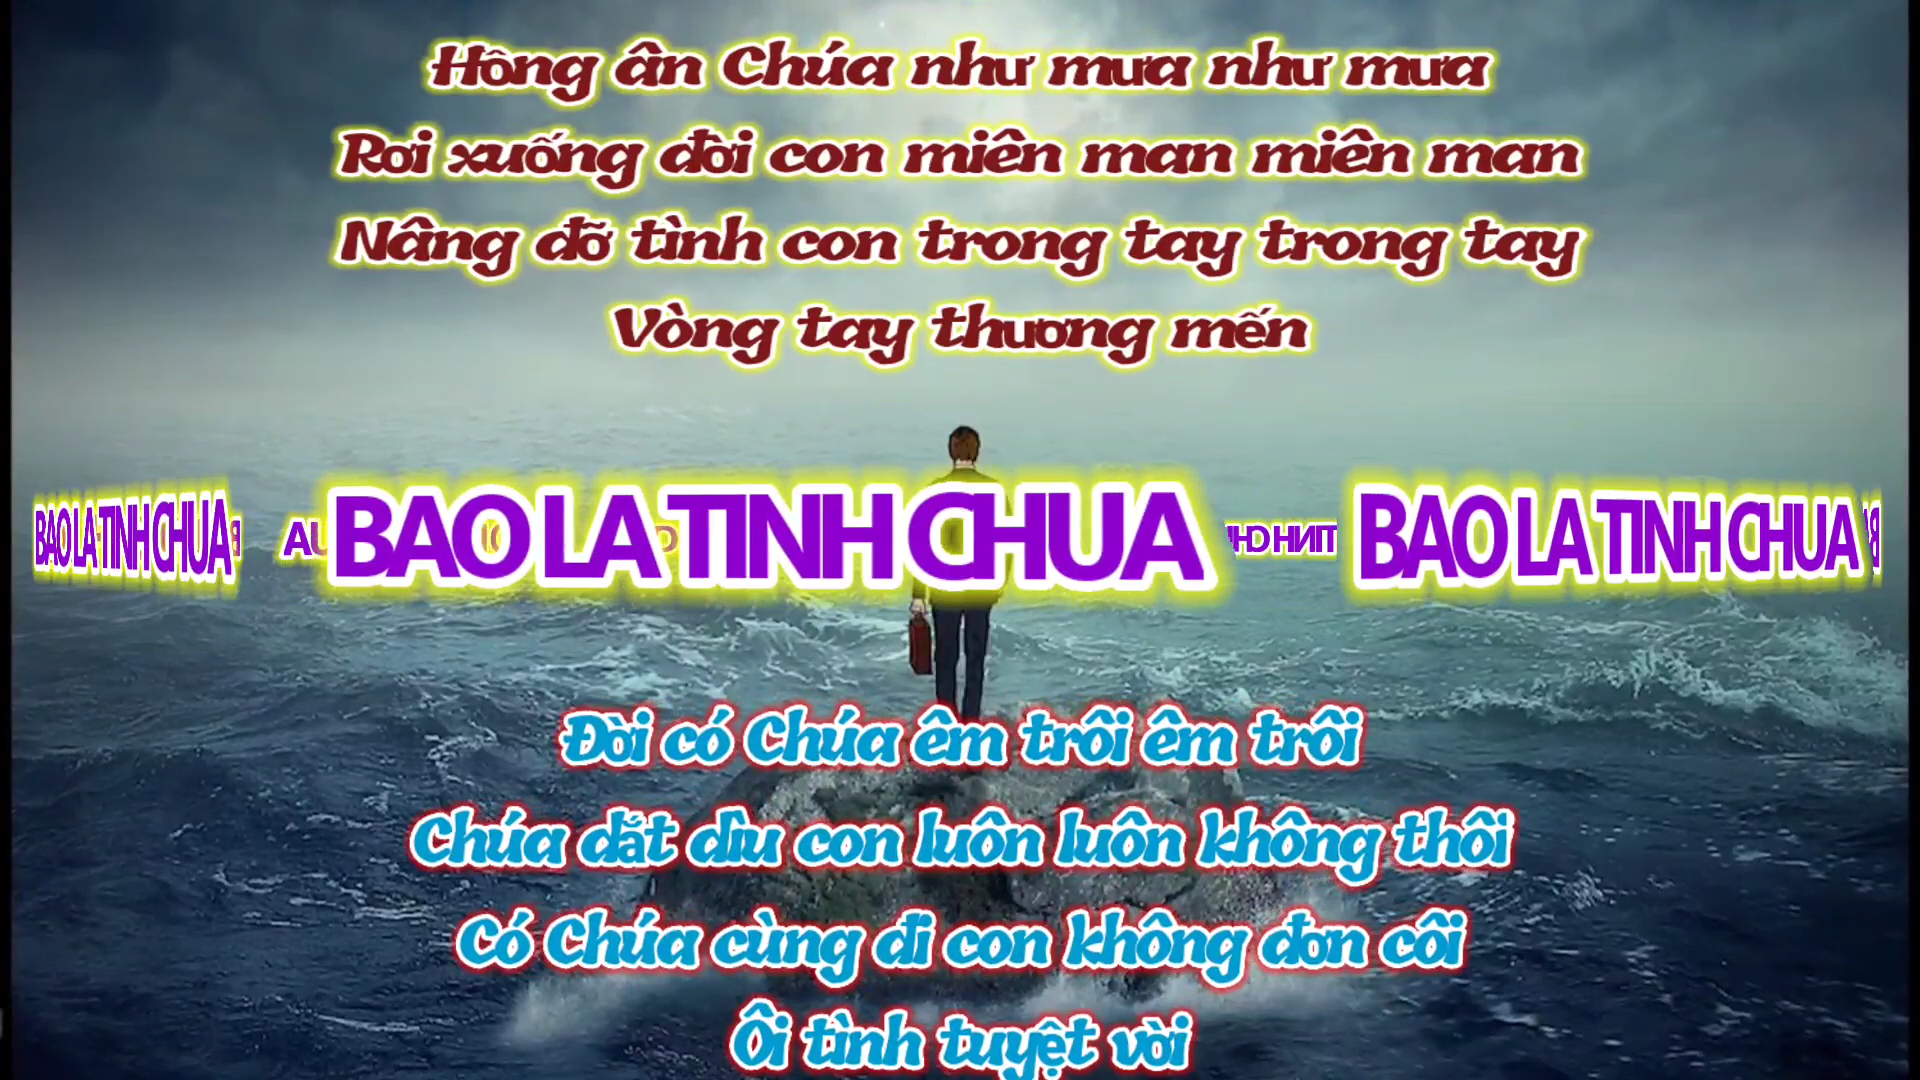 Hồng ân Chúa như mưa như mưa
Rơi xuống đời con miên man miên man
Nâng đỡ tình con trong tay trong tay
Vòng tay thương mến
BAO LA TINH CHUA BAO LA TINH CHUA BAO LA TINH CHUA
Đời có Chúa êm trôi êm trôi
Chúa dắt dìu con luôn luôn không thôi
Có Chúa cùng đi con không đơn côi
Ôi tình tuyệt vời